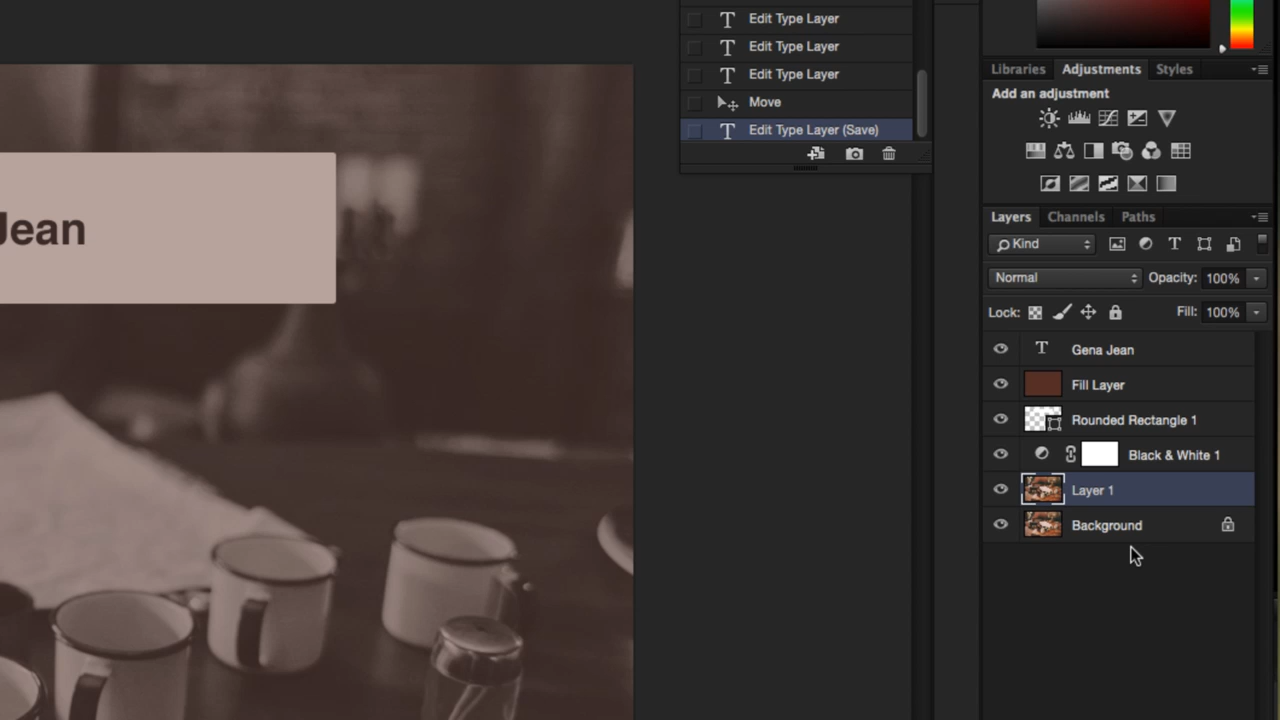 Edit Type Layer
Edit Type Layer
Edit Type Layer
Move
Edit Type Layer (Save)
Jean
Libraries Adjustments Styles
Add an adjustment
Layers Channels Paths
Kind
Normal Opacity: 100%
Lock: Fill: 100%
Gena Jean
Fill Layer
Rounded Rectangle 1
Black & White 1
Layer 1
Background